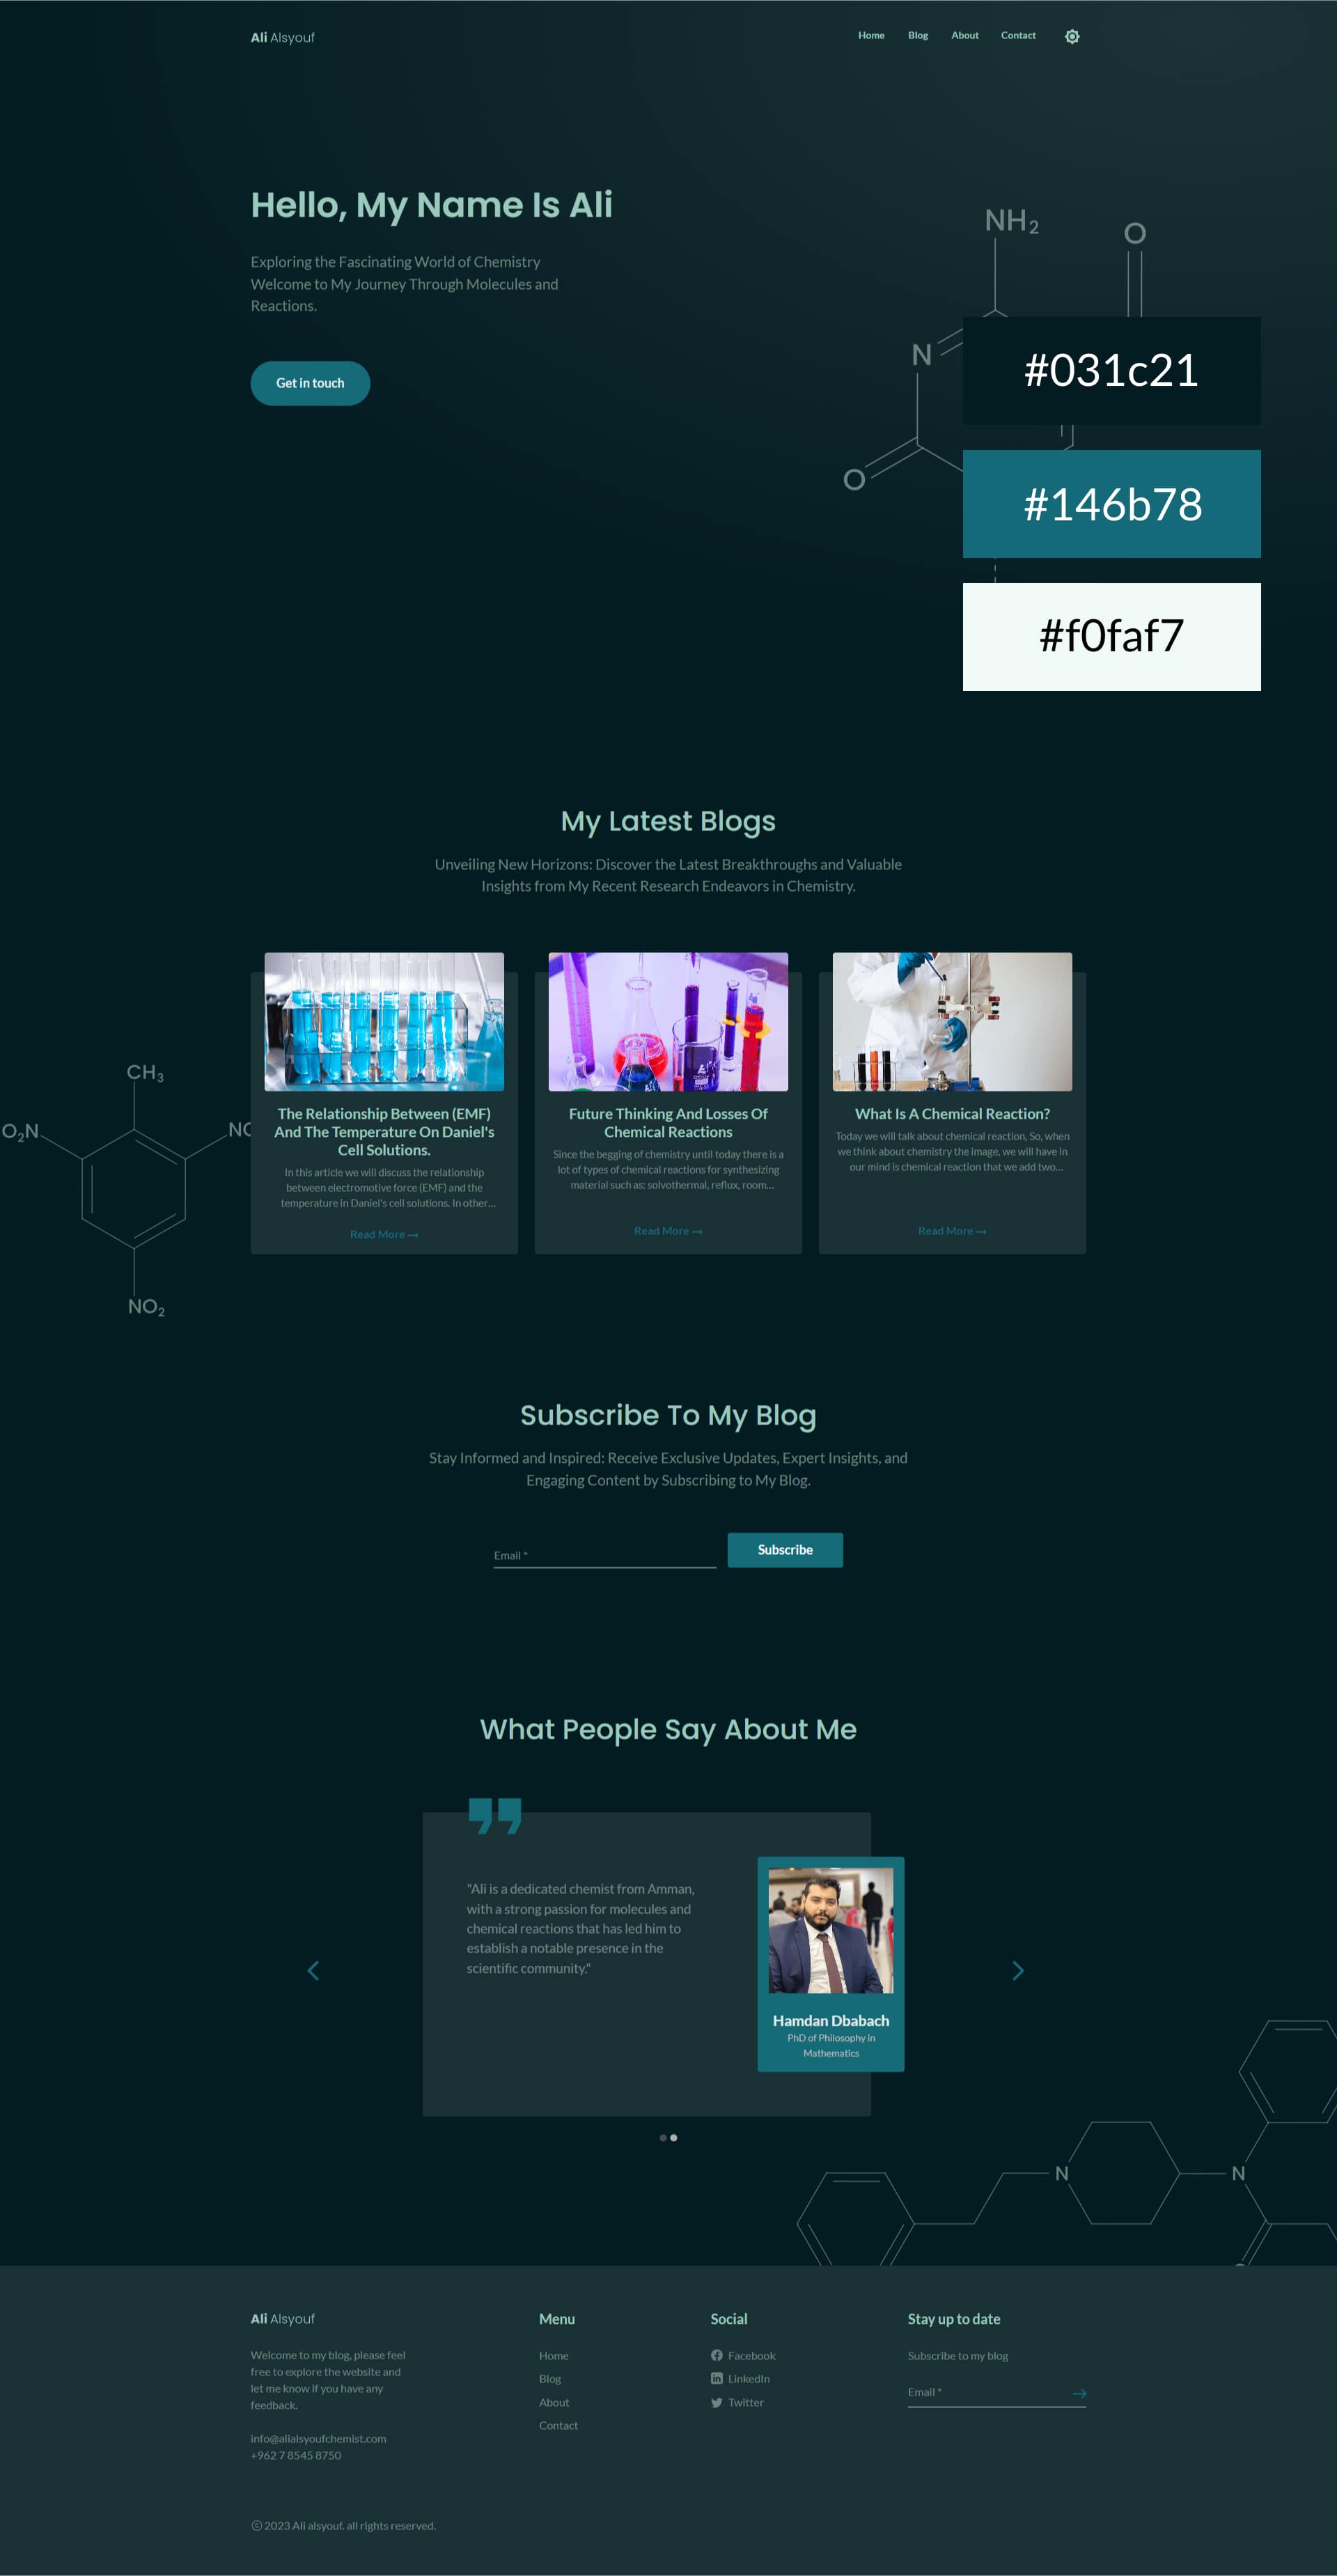 Ali Alsyouf
Home Blog About Contact
Hello, My Name Is Ali
Exploring the Fascinating World of Chemistry
Welcome to My Journey Through Molecules and
Reactions.
Get in touch
NH2
O
N
O
#031c21
#146b78
#f0faf7
My Latest Blogs
Unveiling New Horizons: Discover the Latest Breakthroughs and Valuable
Insights from My Recent Research Endeavors in Chemistry.
CH3
O2N
NO2
The Relationship Between (EMF)
And The Temperature On Daniel's
Cell Solutions.
In this article we will discuss the relationship
between electromotive force (EMF) and the
temperature in Daniel's cell solutions. In other...
Read More →
Future Thinking And Losses Of
Chemical Reactions
Since the begging of chemistry until today there is a
lot of types of chemical reactions for synthesizing
material such as: solvothermal, reflux, room...
Read More →
What Is A Chemical Reaction?
Today we will talk about chemical reaction, So, when
we think about chemistry the image, we will have in
our mind is chemical reaction that we add two...
Read More →
Subscribe To My Blog
Stay Informed and Inspired: Receive Exclusive Updates, Expert Insights, and
Engaging Content by Subscribing to My Blog.
Email *
Subscribe
What People Say About Me
"Ali is a dedicated chemist from Amman,
with a strong passion for molecules and
chemical reactions that has led him to
establish a notable presence in the
scientific community."
Hamdan Dbabach
PhD of Philosophy in
Mathematics
N
N
Ali Alsyouf
Welcome to my blog, please feel
free to explore the website and
let me know if you have any
feedback.
info@alialsyoufchemist.com
+962 7 8545 8750
Menu
Home
Blog
About
Contact
Social
Facebook
LinkedIn
Twitter
Stay up to date
Subscribe to my blog
Email *
© 2023 Ali alsyouf. all rights reserved.